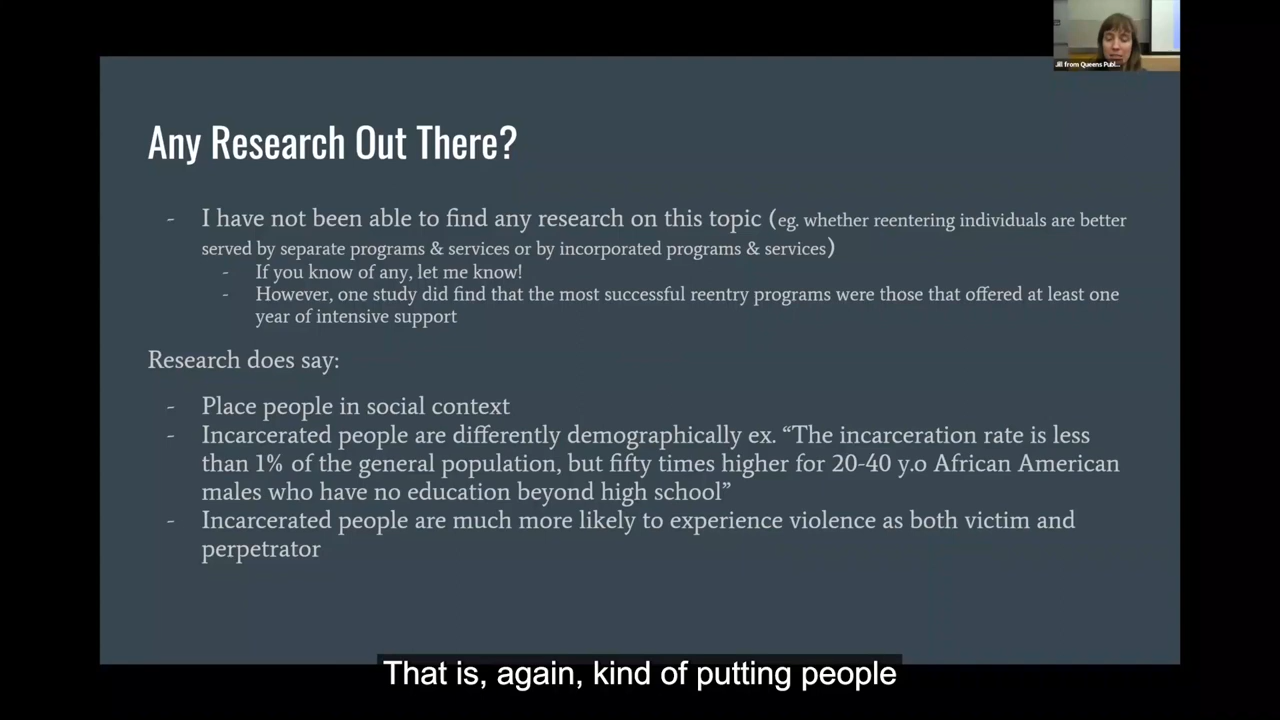 Jill from Queens Publ...
Any Research Out There?
- I have not been able to find any research on this topic (eg. whether reentering individuals are better
served by separate programs & services or by incorporated programs & services)
- If you know of any, let me know!
- However, one study did find that the most successful reentry programs were those that offered at least one
year of intensive support
Research does say:
- Place people in social context
- Incarcerated people are differently demographically ex. “The incarceration rate is less
than 1% of the general population, but fifty times higher for 20-40 y.o African American
males who have no education beyond high school”
- Incarcerated people are much more likely to experience violence as both victim and
perpetrator
That is, again, kind of putting people